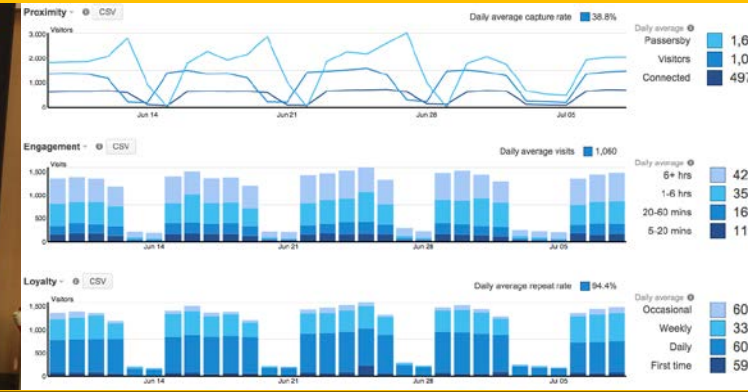 Proximity CSV
Daily average capture rate 38.8%
Visitors
3,000
2,000
1,000
0
Jun 14 Jun 21 Jun 28 Jul 05
Daily average
Passersby 1,6
Visitors 1,0
Connected 497
Engagement CSV
Daily average visits 1,060
Visits
1,500
1,000
500
0
Jun 14 Jun 21 Jun 28 Jul 05
Daily average
6+ hrs 42
1-6 hrs 35
20-60 mins 16
5-20 mins 11
Loyalty CSV
Daily average repeat rate 94.4%
Visitors
1,500
1,000
500
0
Jun 14 Jun 21 Jun 28 Jul 05
Daily average
Occasional 60
Weekly 33
Daily 60
First time 59